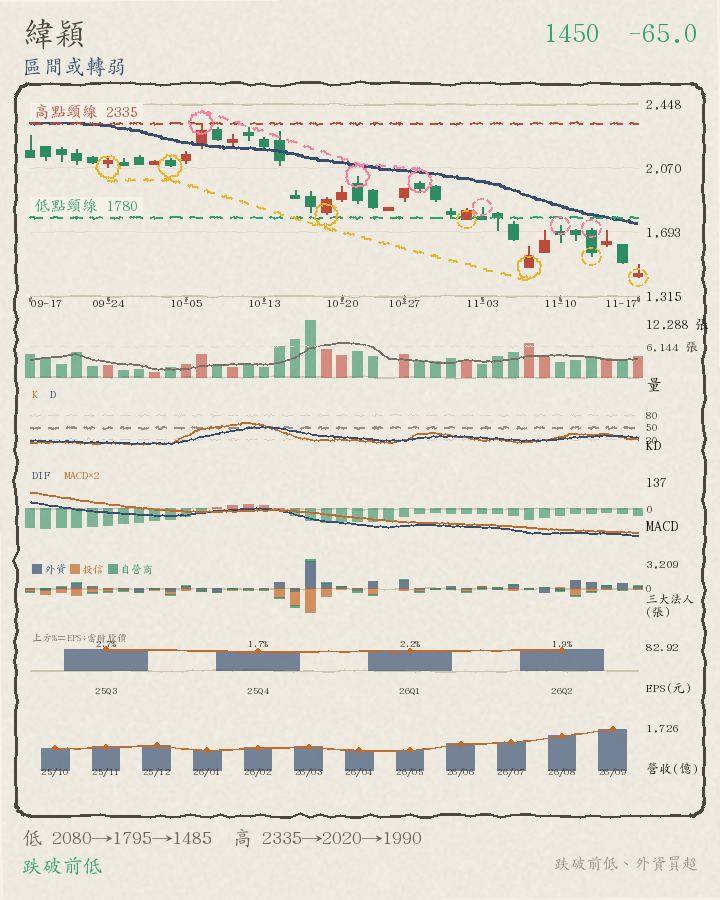 緯穎
1450 -65.0
區間或轉弱
高點頸線 2335
2,448
2,070
低點頸線 1780
1,693
1,315
09-17 09-24 10-05 10-13 10-20 10-27 11-03 11-10 11-17
12,288 張
6,144 張
量
K D
80
50
20
KD
DIF MACD×2
137
0
MACD
外資 投信 自營商
3,209
0
三大法人
(張)
上方%=EPS÷當時股價
2.7% 1.7% 2.2% 1.9%
82.92
25Q3 25Q4 26Q1 26Q2
EPS(元)
1,726
25/10 25/11 25/12 26/01 26/02 26/03 26/04 26/05 26/06 26/07 26/08 26/09
營收(億)
低 2080→1795→1485 高 2335→2020→1990
跌破前低
跌破前低、外資買超